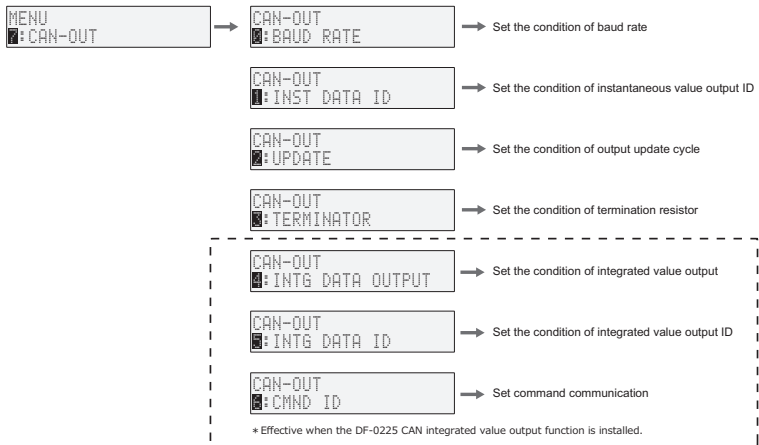 MENU
7:CAN-OUT
CAN-OUT
0:BAUD RATE
Set the condition of baud rate
CAN-OUT
1:INST DATA ID
Set the condition of instantaneous value output ID
CAN-OUT
2:UPDATE
Set the condition of output update cycle
CAN-OUT
3:TERMINATOR
Set the condition of termination resistor
CAN-OUT
4:INTG DATA OUTPUT
Set the condition of integrated value output
CAN-OUT
5:INTG DATA ID
Set the condition of integrated value output ID
CAN-OUT
6:CMND ID
Set command communication
* Effective when the DF-0225 CAN integrated value output function is installed.